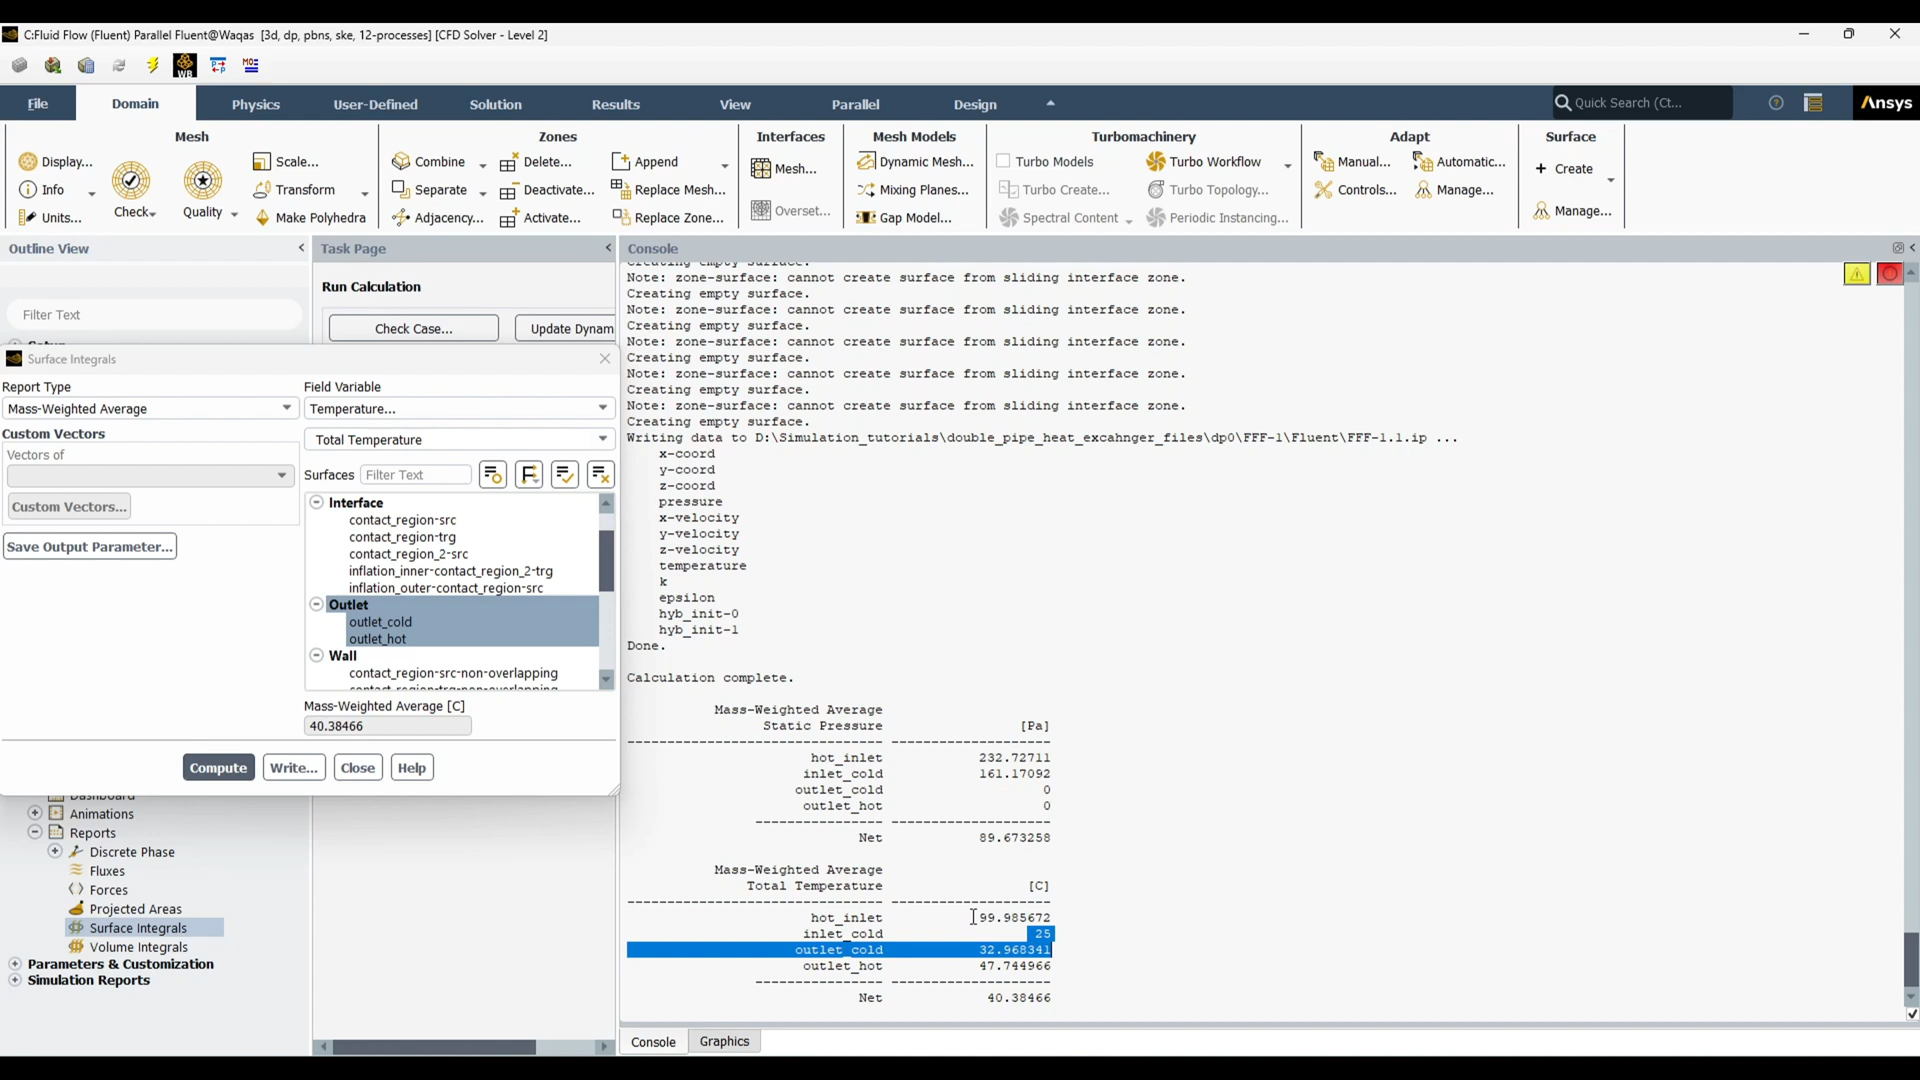 C:Fluid Flow (Fluent) Parallel Fluent@Waqas [3d, dp, pbns, ske, 12-processes] [CFD Solver - Level 2]
WB
File Domain Physics User-Defined Solution Results View Parallel Design Quick Search (Ct... Ansys
Mesh Zones Interfaces Mesh Models Turbomachinery Adapt Surface
Display... Scale... Combine Delete... Append Mesh... Dynamic Mesh... Turbo Models Turbo Workflow Manual... Automatic... Create
Info Check Quality Transform Separate Deactivate... Replace Mesh... Mixing Planes... Turbo Create... Turbo Topology... Controls... Manage...
Units... Make Polyhedra Adjacency... Activate... Replace Zone... Overset... Gap Model... Spectral Content Periodic Instancing... Manage...
Outline View Task Page Console
Filter Text
Run Calculation
Check Case... Update Dynam
Surface Integrals
Report Type
Mass-Weighted Average
Custom Vectors
Vectors of
Custom Vectors...
Save Output Parameter...
Field Variable
Temperature...
Total Temperature
Surfaces Filter Text
Interface
contact_region-src
contact_region-trg
contact_region_2-src
inflation_inner-contact_region_2-trg
inflation_outer-contact_region-src
Outlet
outlet_cold
outlet_hot
Wall
contact_region-src-non-overlapping
contact_region-trg-non-overlapping
Mass-Weighted Average [C]
40.38466
Compute Write... Close Help
Dashboard
Animations
Reports
Discrete Phase
Fluxes
Forces
Projected Areas
Surface Integrals
Volume Integrals
Parameters & Customization
Simulation Reports
Creating empty surface.
Note: zone-surface: cannot create surface from sliding interface zone.
Creating empty surface.
Note: zone-surface: cannot create surface from sliding interface zone.
Creating empty surface.
Note: zone-surface: cannot create surface from sliding interface zone.
Creating empty surface.
Note: zone-surface: cannot create surface from sliding interface zone.
Creating empty surface.
Note: zone-surface: cannot create surface from sliding interface zone.
Creating empty surface.
Writing data to D:\Simulation_tutorials\double_pipe_heat_excahnger_files\dp0\FFF-1\Fluent\FFF-1.1.ip ...
x-coord
y-coord
z-coord
pressure
x-velocity
y-velocity
z-velocity
temperature
k
epsilon
hyb_init-0
hyb_init-1
Done.
Calculation complete.
Mass-Weighted Average
Static Pressure [Pa]
-------------------------------- --------------------
hot_inlet 232.72711
inlet_cold 161.17092
outlet_cold 0
outlet_hot 0
---------------- --------------------
Net 89.673258
Mass-Weighted Average
Total Temperature [C]
-------------------------------- --------------------
hot_inlet 99.985672
inlet_cold 25
outlet_cold 32.968341
outlet_hot 47.744966
---------------- --------------------
Net 40.38466
Console Graphics